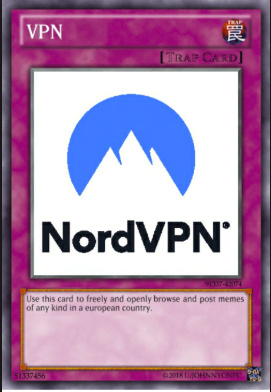 VPN
TRAP
罠
[TRAP CARD]
NordVPN®
Use this card to freely and openly browse and post memes
of any kind in a european country.
51337456